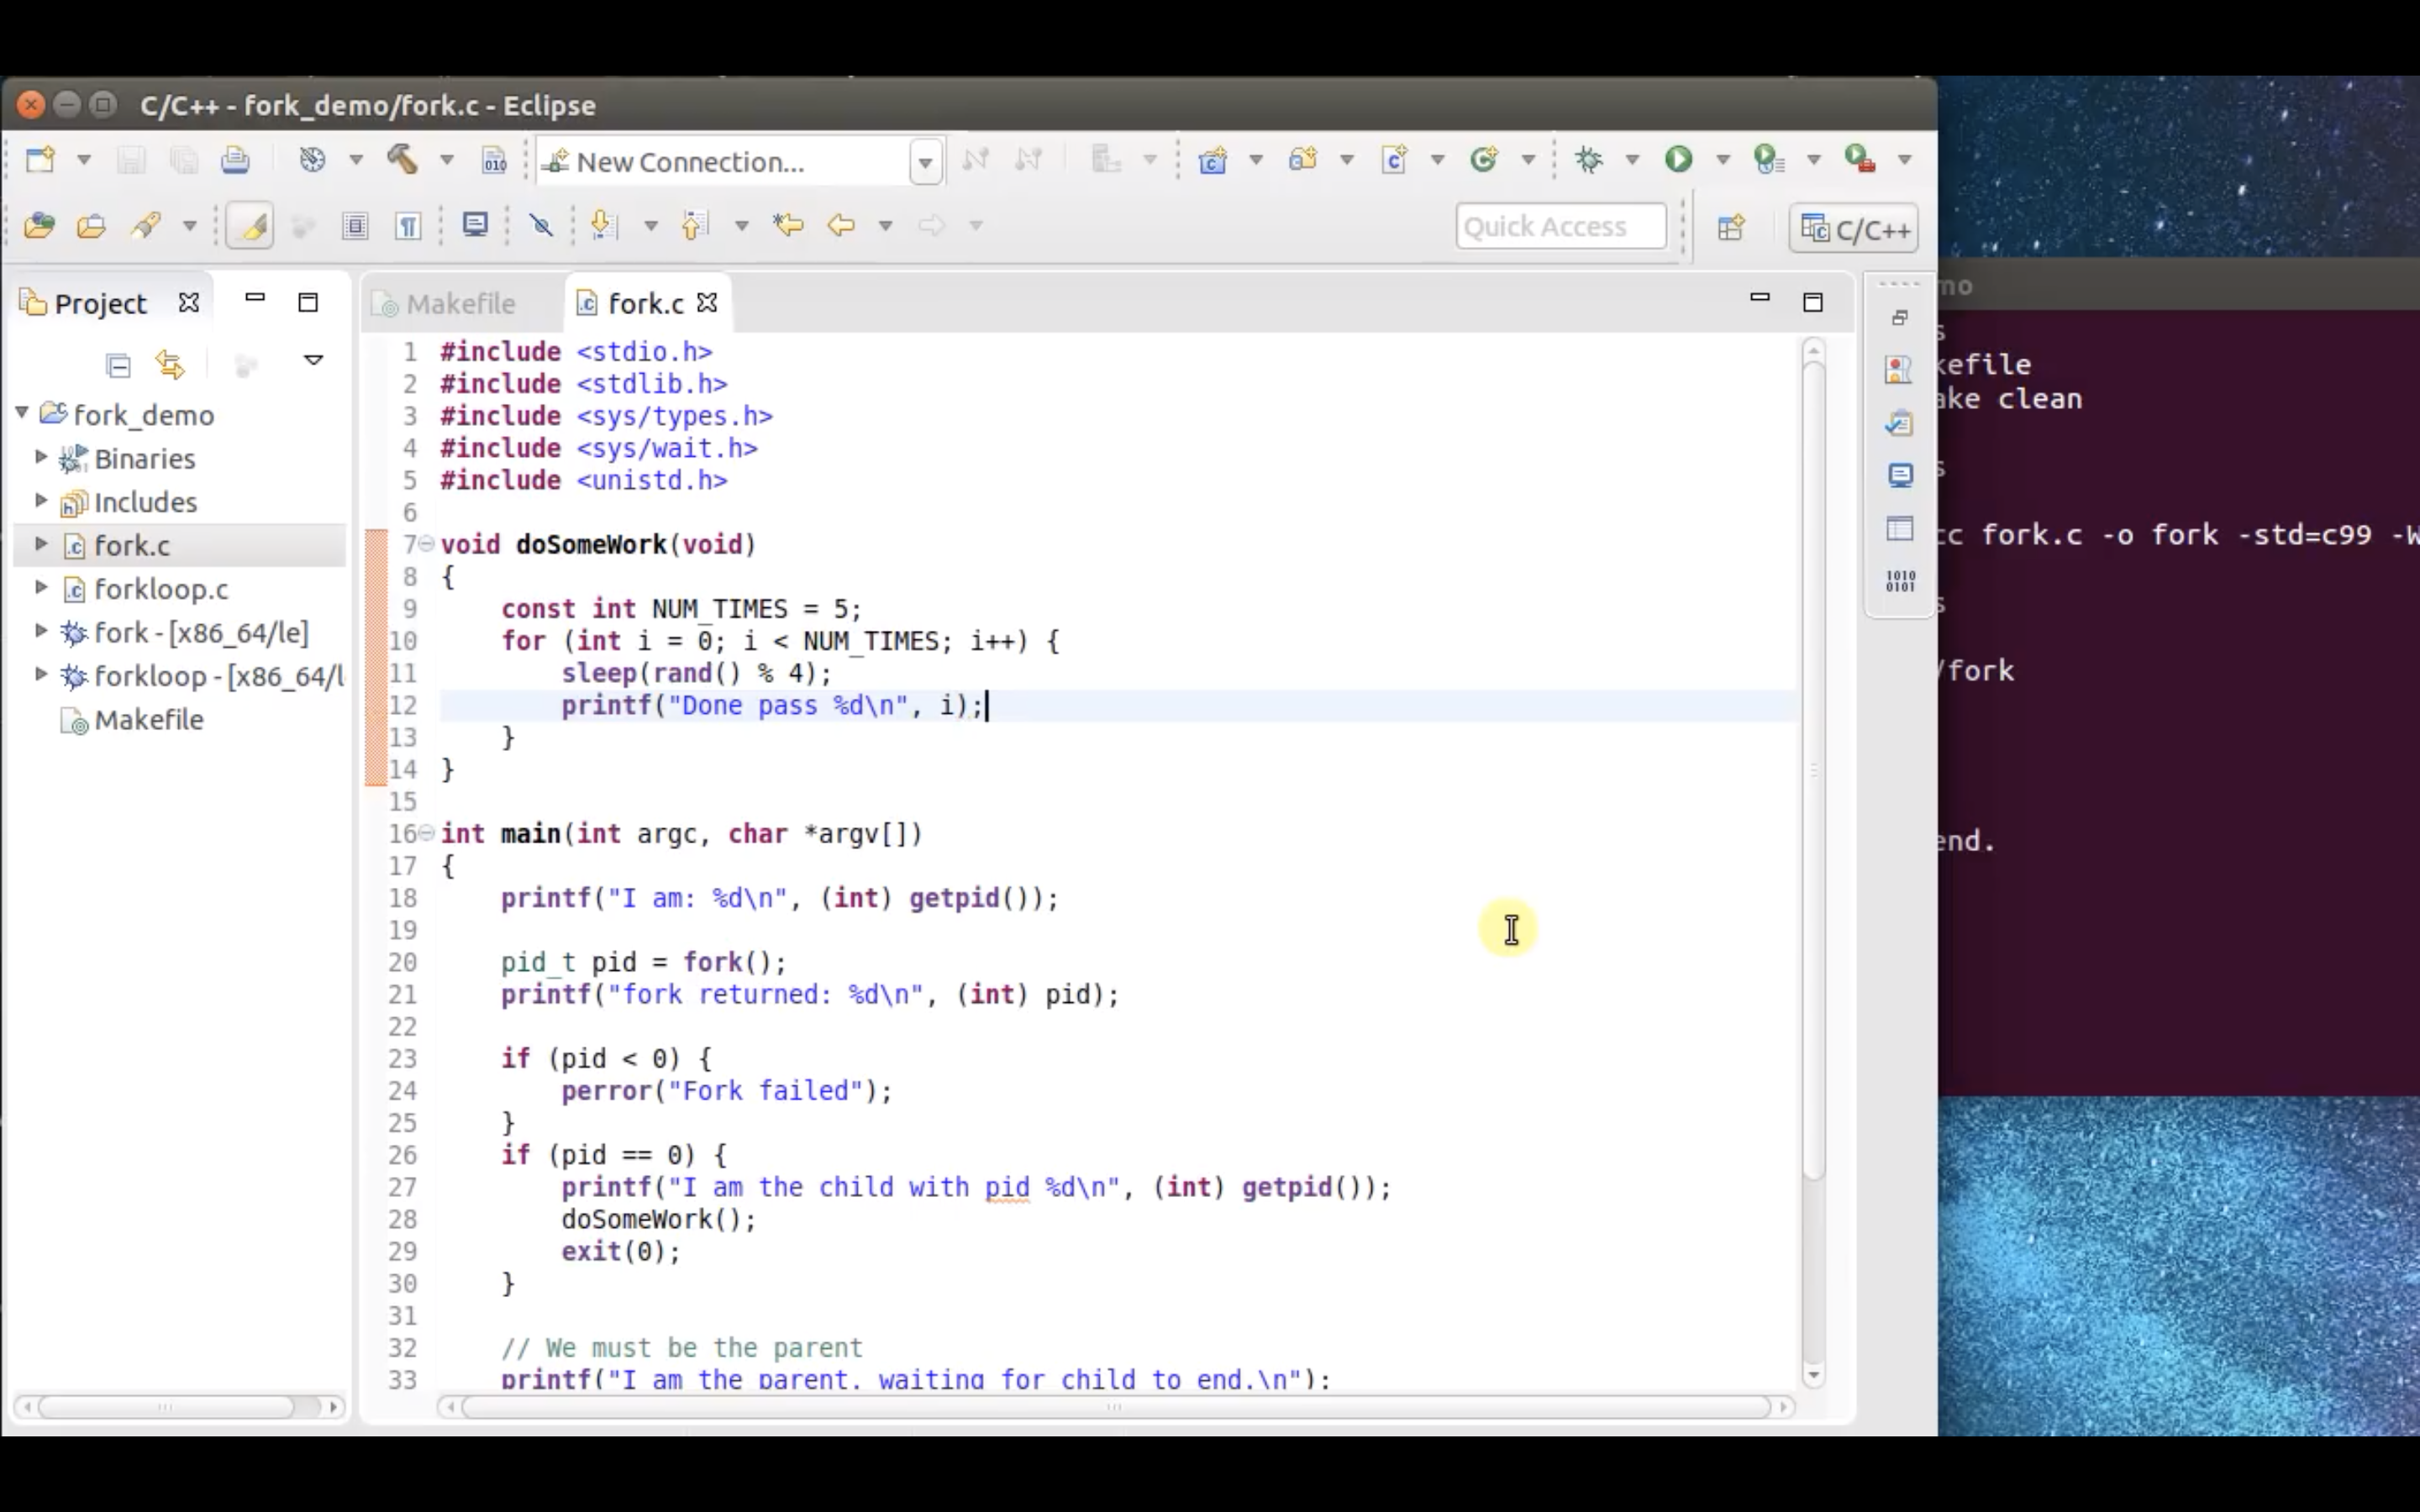 C/C++ - fork_demo/fork.c - Eclipse
010
New Connection...
Quick Access
C/C++
Project
Makefile
fork.c
fork_demo
Binaries
Includes
fork.c
forkloop.c
fork - [x86_64/le]
forkloop - [x86_64/l
Makefile
1 #include <stdio.h>
2 #include <stdlib.h>
3 #include <sys/types.h>
4 #include <sys/wait.h>
5 #include <unistd.h>
6
7 void doSomeWork(void)
8 {
9     const int NUM_TIMES = 5;
10     for (int i = 0; i < NUM_TIMES; i++) {
11         sleep(rand() % 4);
12         printf("Done pass %d\n", i);
13     }
14 }
15
16 int main(int argc, char *argv[])
17 {
18     printf("I am: %d\n", (int) getpid());
19
20     pid_t pid = fork();
21     printf("fork returned: %d\n", (int) pid);
22
23     if (pid < 0) {
24         perror("Fork failed");
25     }
26     if (pid == 0) {
27         printf("I am the child with pid %d\n", (int) getpid());
28         doSomeWork();
29         exit(0);
30     }
31
32     // We must be the parent
33     printf("I am the parent, waiting for child to end.\n");
1010
0101
mo
s
kefile
ake clean
s
cc fork.c -o fork -std=c99 -W
s
/fork
end.